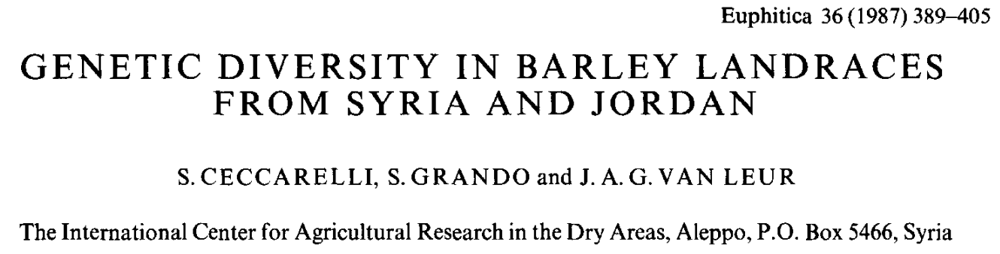 Euphitica 36 (1987) 389–405
GENETIC DIVERSITY IN BARLEY LANDRACES
FROM SYRIA AND JORDAN
S. CECCARELLI, S. GRANDO and J. A. G. VAN LEUR
The International Center for Agricultural Research in the Dry Areas, Aleppo, P.O. Box 5466, Syria